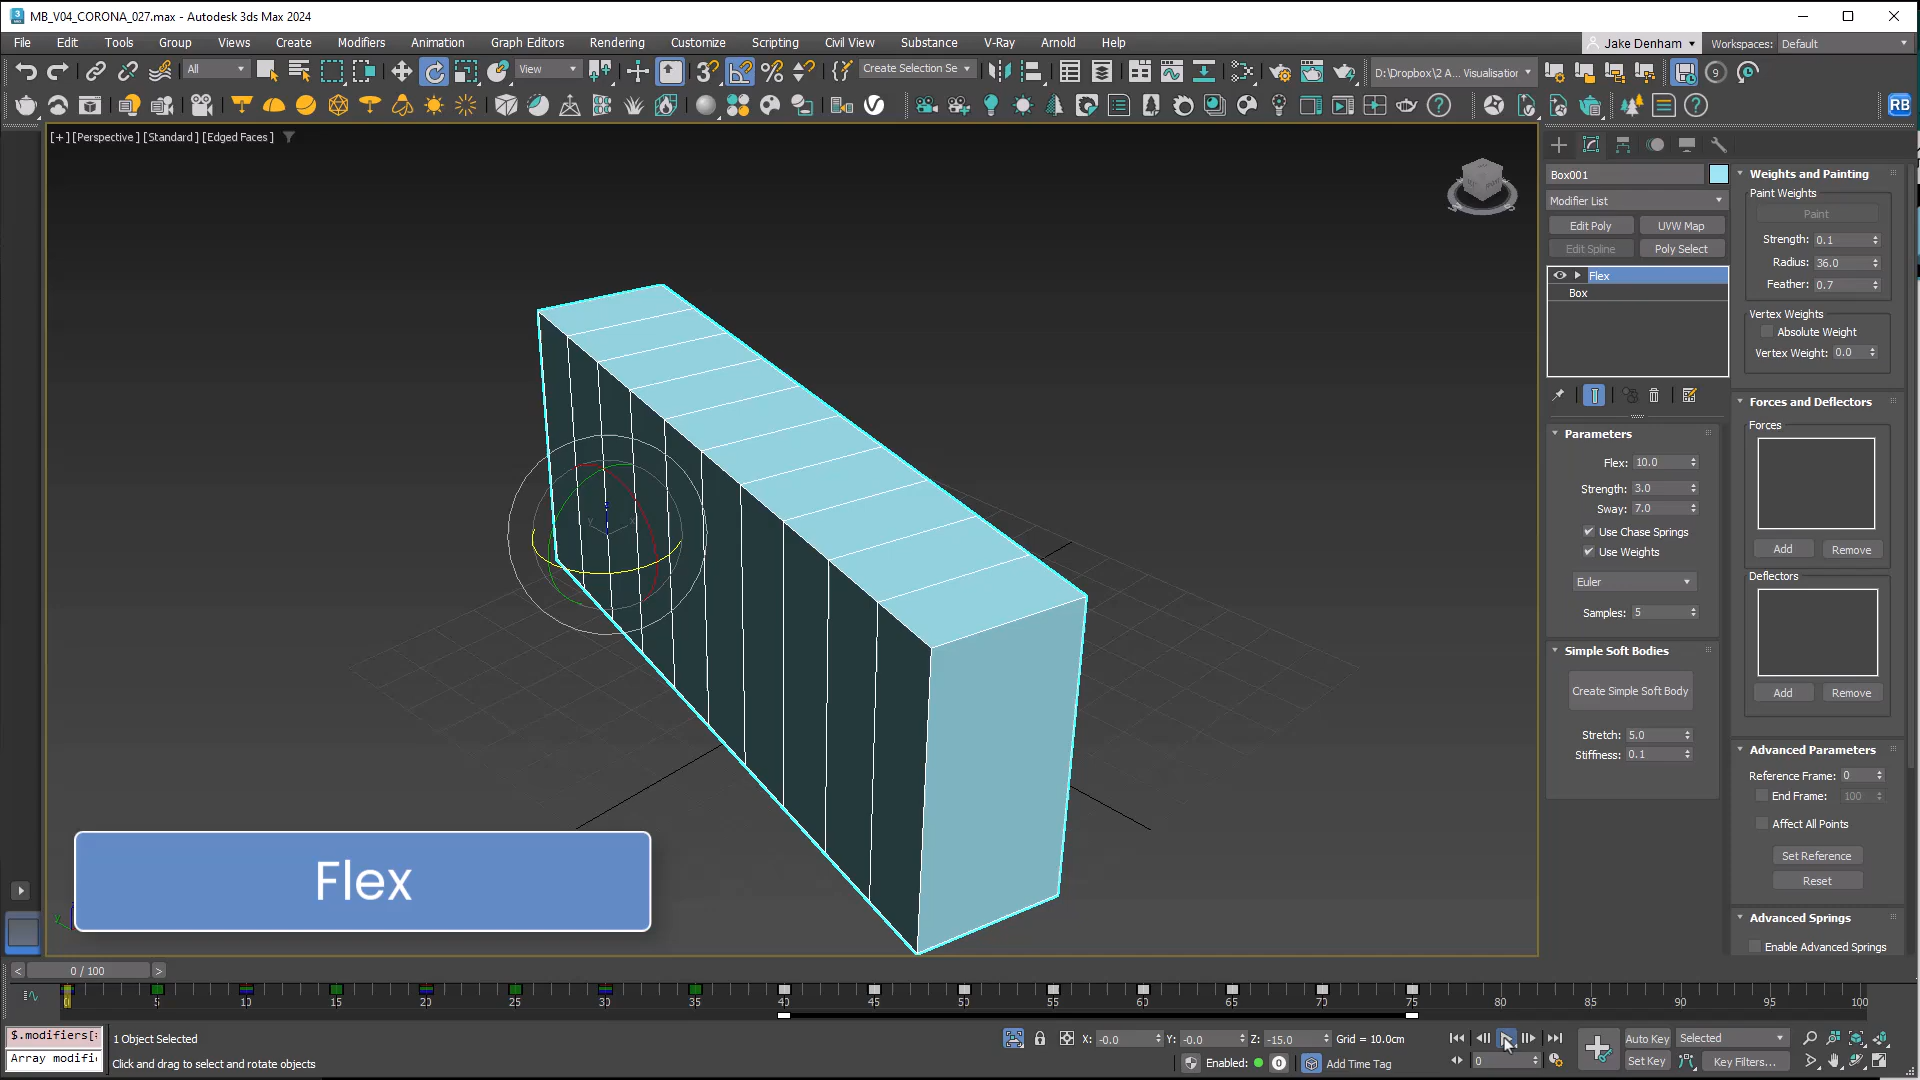 MB_V04_CORONA_027.max - Autodesk 3ds Max 2024
File Edit Tools Group Views Create Modifiers Animation Graph Editors Rendering Customize Scripting Civil View Substance V-Ray Arnold Help
Jake Denham Workspaces: Default
All View Create Selection Se D:\Dropbox\2 A... Visualisation 9
RB
[+] [Perspective] [Standard] [Edged Faces]
Box001
Modifier List
Edit Poly UVW Map
Edit Spline Poly Select
Flex
Box
Parameters
Flex: 10.0
Strength: 3.0
Sway: 7.0
Use Chase Springs
Use Weights
Euler
Samples: 5
Simple Soft Bodies
Create Simple Soft Body
Stretch: 5.0
Stiffness: 0.1
Weights and Painting
Paint Weights
Paint
Strength: 0.1
Radius: 36.0
Feather: 0.7
Vertex Weights
Absolute Weight
Vertex Weight: 0.0
Forces and Deflectors
Forces
Add Remove
Deflectors
Add Remove
Advanced Parameters
Reference Frame: 0
End Frame: 100
Affect All Points
Set Reference
Reset
Advanced Springs
Enable Advanced Springs
Flex
< 0 / 100 >
0 5 10 15 20 25 30 35 40 45 50 55 60 65 70 75 80 85 90 95 100
$.modifiers[
Array modifi
1 Object Selected
Click and drag to select and rotate objects
X: -0.0 Y: -0.0 Z: -15.0 Grid = 10.0cm
Enabled: 0 Add Time Tag
0
Auto Key Selected
Set Key Key Filters...